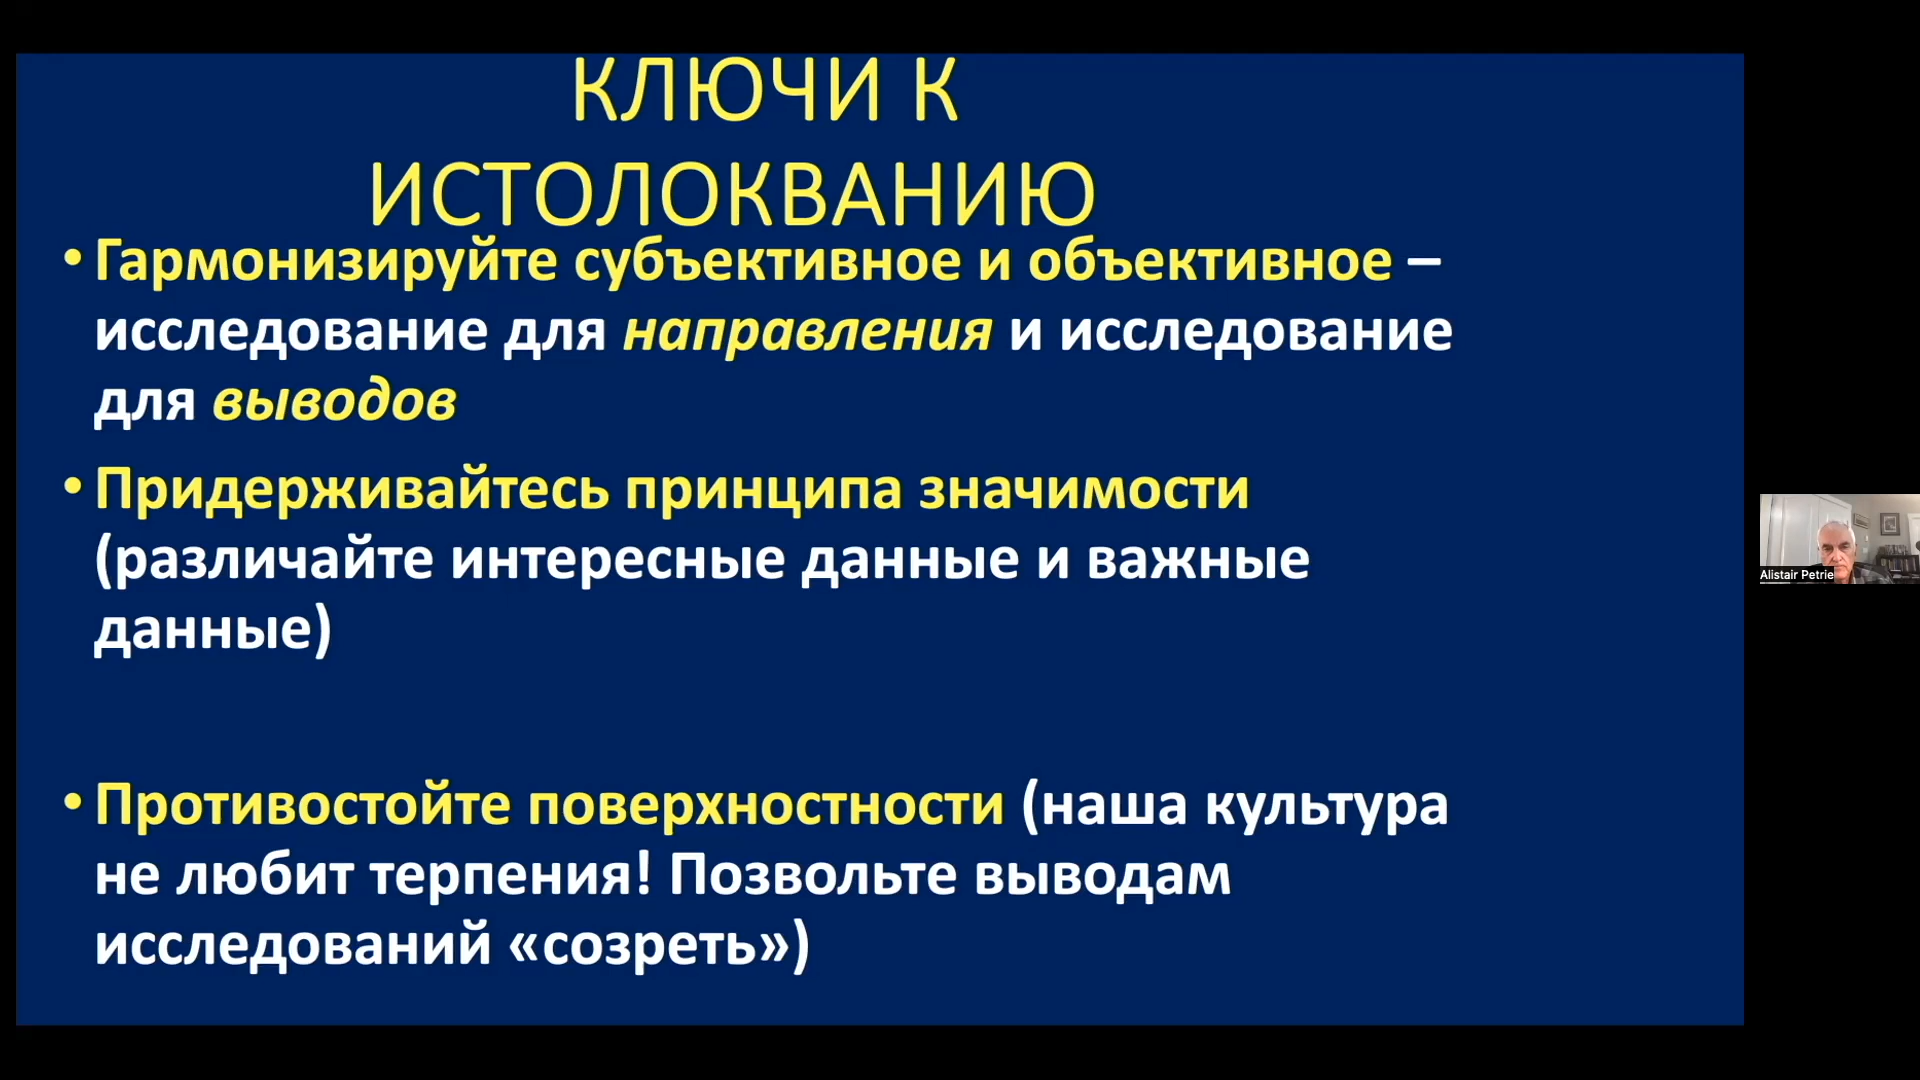 КЛЮЧИ К
ИСТОЛОКВАНИЮ
• Гармонизируйте субъективное и объективное –
исследование для направления и исследование
для выводов
• Придерживайтесь принципа значимости
(различайте интересные данные и важные
данные)
• Противостойте поверхностности (наша культура
не любит терпения! Позвольте выводам
исследований «созреть»)
Alistair Petrie